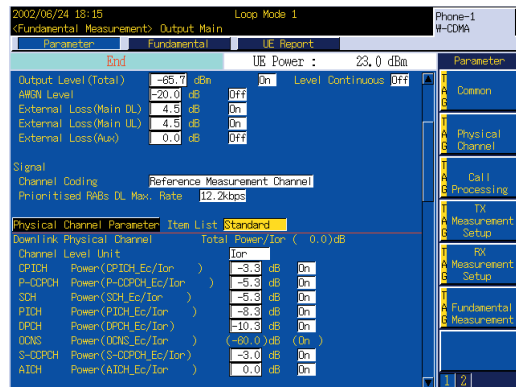 2002/06/24 18:15 Loop Mode 1 Phone-1
<Fundamental Measurement> Output Main W-CDMA
Parameter Fundamental UE Report
End UE Power : 23.0 dBm Parameter
Output Level(Total) -65.7 dBm On Level Continuous Off
AWGN Level -20.0 dB Off
External Loss(Main DL) 4.5 dB On
External Loss(Main UL) 4.5 dB On
External Loss(Aux) 0.0 dB Off
Signal
Channel Coding Reference Measurement Channel
Prioritised RABs DL Max. Rate 12.2kbps
Physical Channel Parameter Item List Standard
Downlink Physical Channel Total Power/Ior ( 0.0)dB
Channel Level Unit Ior
CPICH Power(CPICH_Ec/Ior ) -3.3 dB On
P-CCPCH Power(P-CCPCH_Ec/Ior ) -5.3 dB On
SCH Power(SCH_Ec/Ior ) -5.3 dB On
PICH Power(PICH_Ec/Ior ) -8.3 dB On
DPCH Power(DPCH_Ec/Ior) -10.3 dB On
OCNS Power(OCNS_Ec/Ior ) (-60.0)dB (On )
S-CCPCH Power(S-CCPCH_Ec/Ior) -3.0 dB On
AICH Power(AICH_Ec/Ior ) 0.0 dB On
TAG Common
TAG Physical
Channel
TAG Call
Processing
TAG TX
Measurement
Setup
TAG RX
Measurement
Setup
TAG Fundamental
Measurement
1 2